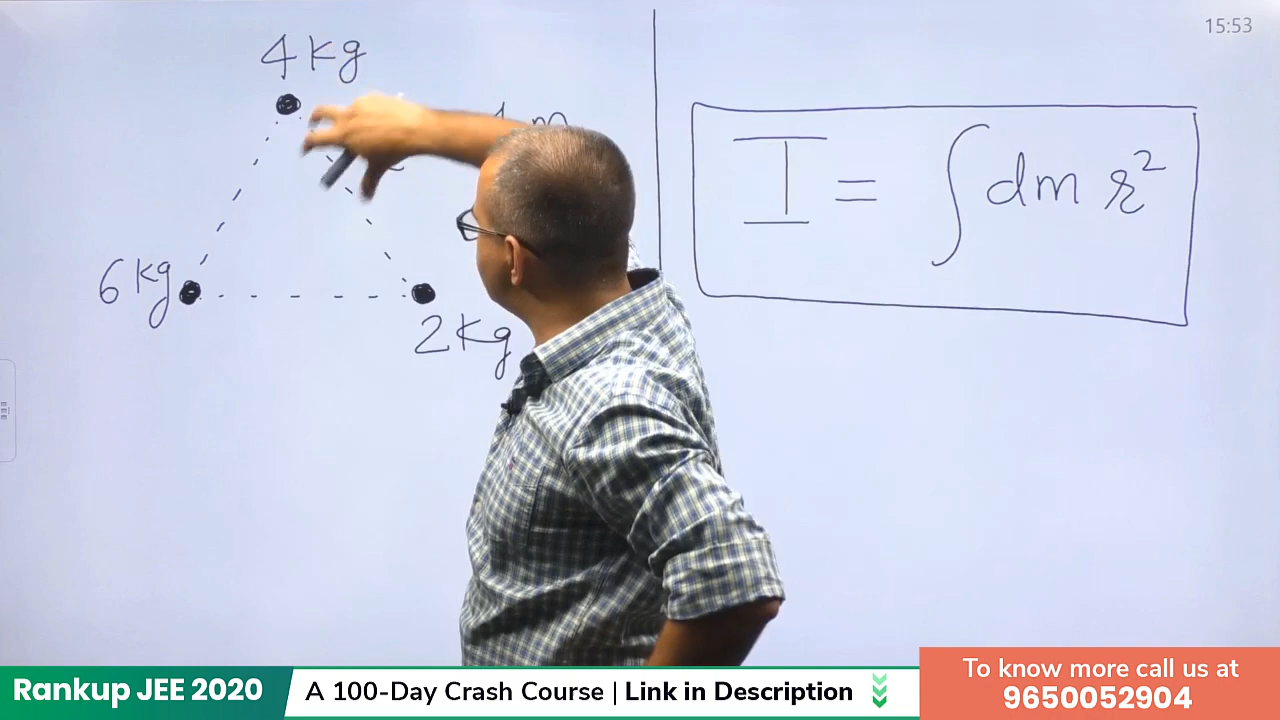 15:53
4 kg
1 m
6 kg
2 kg
I = ∫ dm r²
Rankup JEE 2020
A 100-Day Crash Course | Link in Description
To know more call us at
9650052904